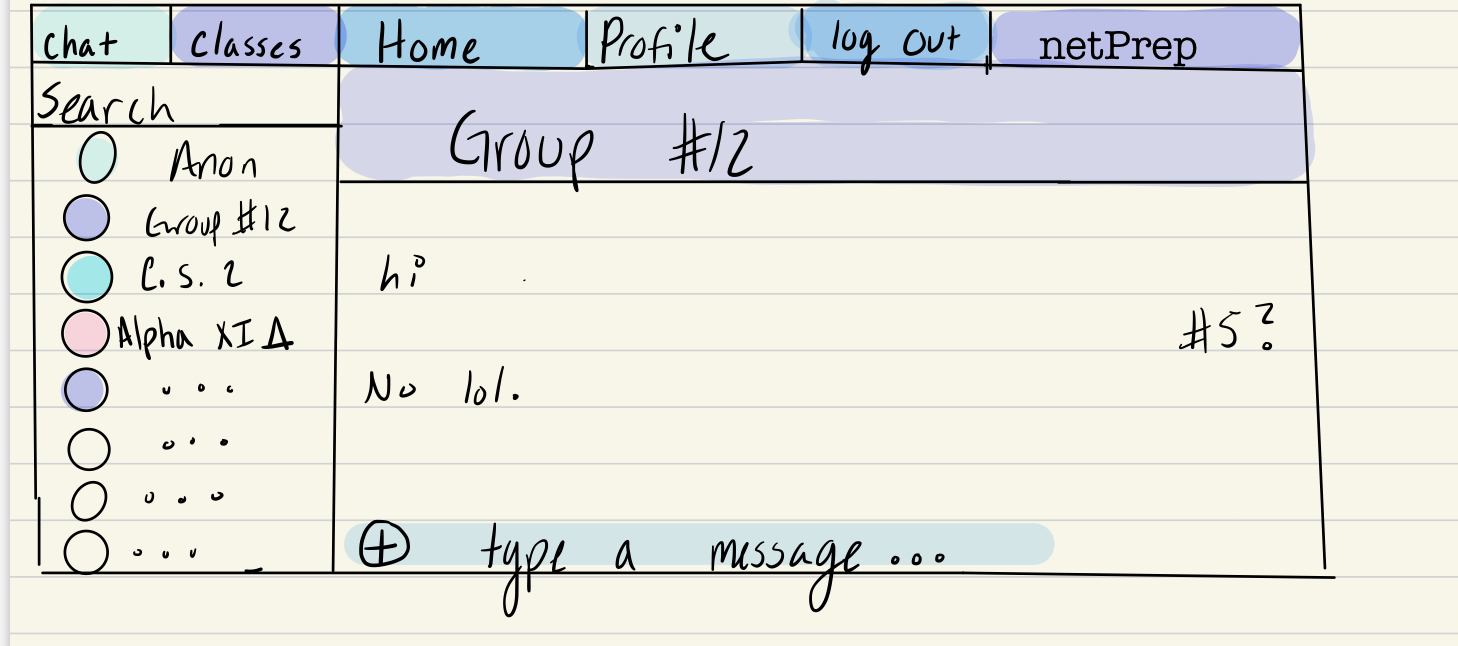 Chat Classes Home Profile log out netPrep
Search
Group #12
Anon
Group #12
C.S. 2
Alpha XI Δ
...
...
...
...
hi
#5?
No lol.
type a message ...